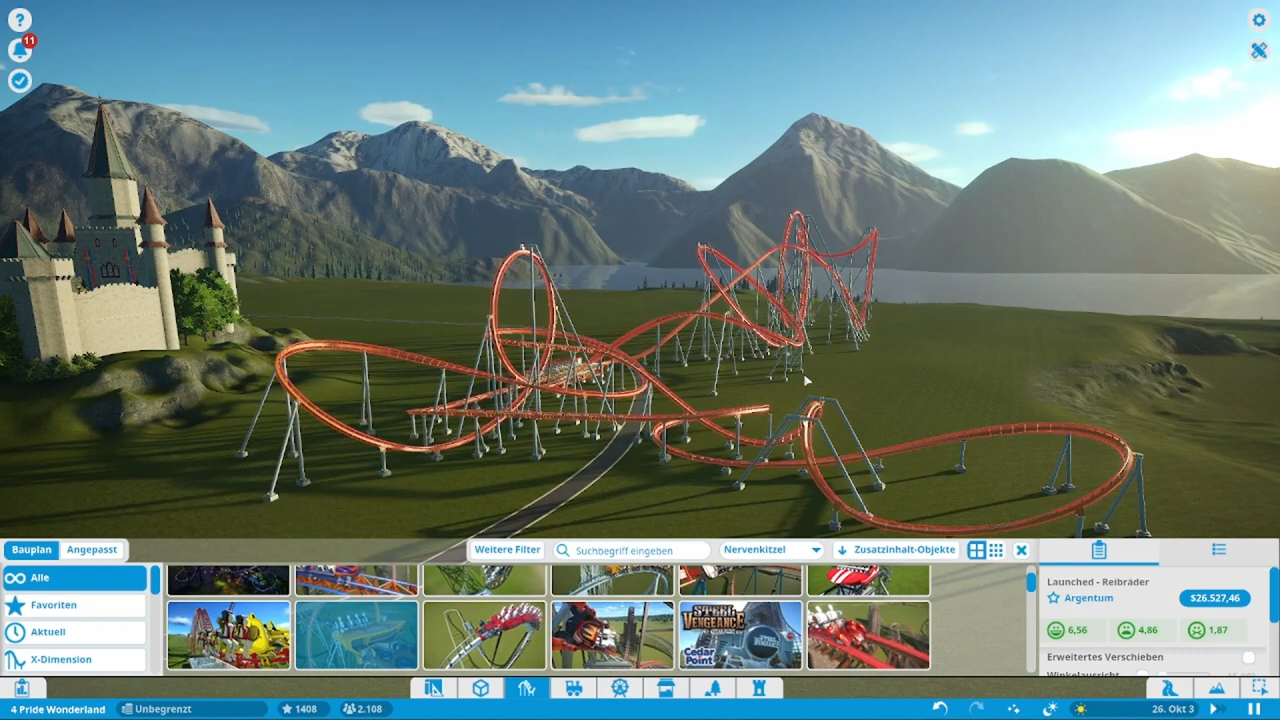 ?
11
Bauplan
Angepasst
Weitere Filter
Suchbegriff eingeben
Nervenkitzel
Zusatzinhalt-Objekte
Alle
Favoriten
Aktuell
X-Dimension
STEEL
VENGEANCE
Cedar
Point
Launched - Reibräder
Argentum
$26.527,46
6,56
4,86
1,87
Erweitertes Verschieben
4 Pride Wonderland
Unbegrenzt
1408
2.108
26. Okt 3